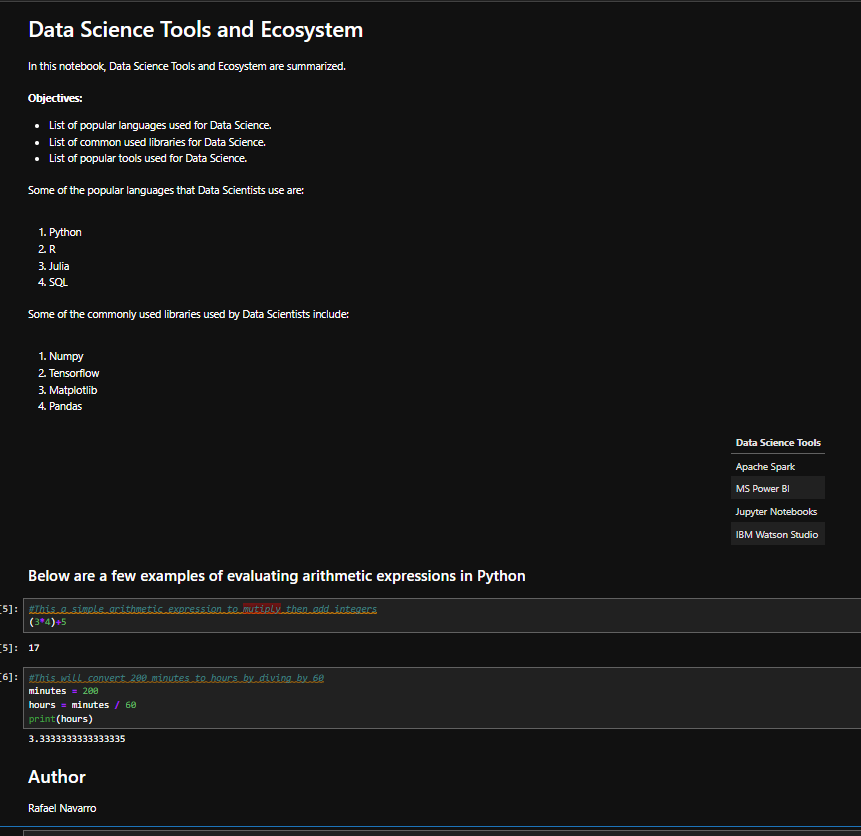 Data Science Tools and Ecosystem
In this notebook, Data Science Tools and Ecosystem are summarized.
Objectives:
• List of popular languages used for Data Science.
• List of common used libraries for Data Science.
• List of popular tools used for Data Science.
Some of the popular languages that Data Scientists use are:
1. Python
2. R
3. Julia
4. SQL
Some of the commonly used libraries used by Data Scientists include:
1. Numpy
2. Tensorflow
3. Matplotlib
4. Pandas
Data Science Tools
Apache Spark
MS Power BI
Jupyter Notebooks
IBM Watson Studio
Below are a few examples of evaluating arithmetic expressions in Python
[5]: #This a simple arithmetic expression to mutiply then add integers
(3*4)+5
[5]: 17
[6]: #This will convert 200 minutes to hours by diving by 60
minutes = 200
hours = minutes / 60
print(hours)
3.3333333333333335
Author
Rafael Navarro